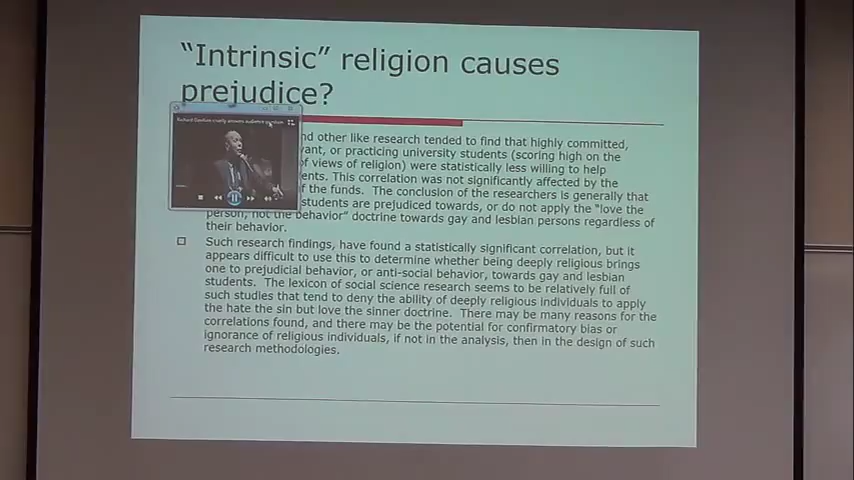 "Intrinsic" religion causes
prejudice?
nd other like research tended to find that highly committed,
ant, or practicing university students (scoring high on the
of views of religion) were statistically less willing to help
ents. This correlation was not significantly affected by the
f the funds. The conclusion of the researchers is generally that
students are prejudiced towards, or do not apply the "love the
person, not the behavior" doctrine towards gay and lesbian persons regardless of
their behavior.
Such research findings, have found a statistically significant correlation, but it
appears difficult to use this to determine whether being deeply religious brings
one to prejudicial behavior, or anti-social behavior, towards gay and lesbian
students. The lexicon of social science research seems to be relatively full of
such studies that tend to deny the ability of deeply religious individuals to apply
the hate the sin but love the sinner doctrine. There may be many reasons for the
correlations found, and there may be the potential for confirmatory bias or
ignorance of religious individuals, if not in the analysis, then in the design of such
research methodologies.